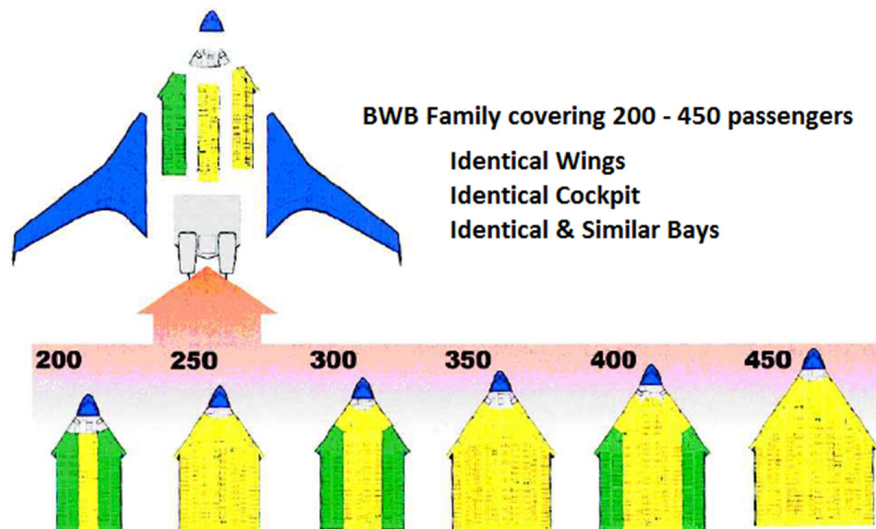 BWB Family covering 200 - 450 passengers
Identical Wings
Identical Cockpit
Identical & Similar Bays
200 250 300 350 400 450